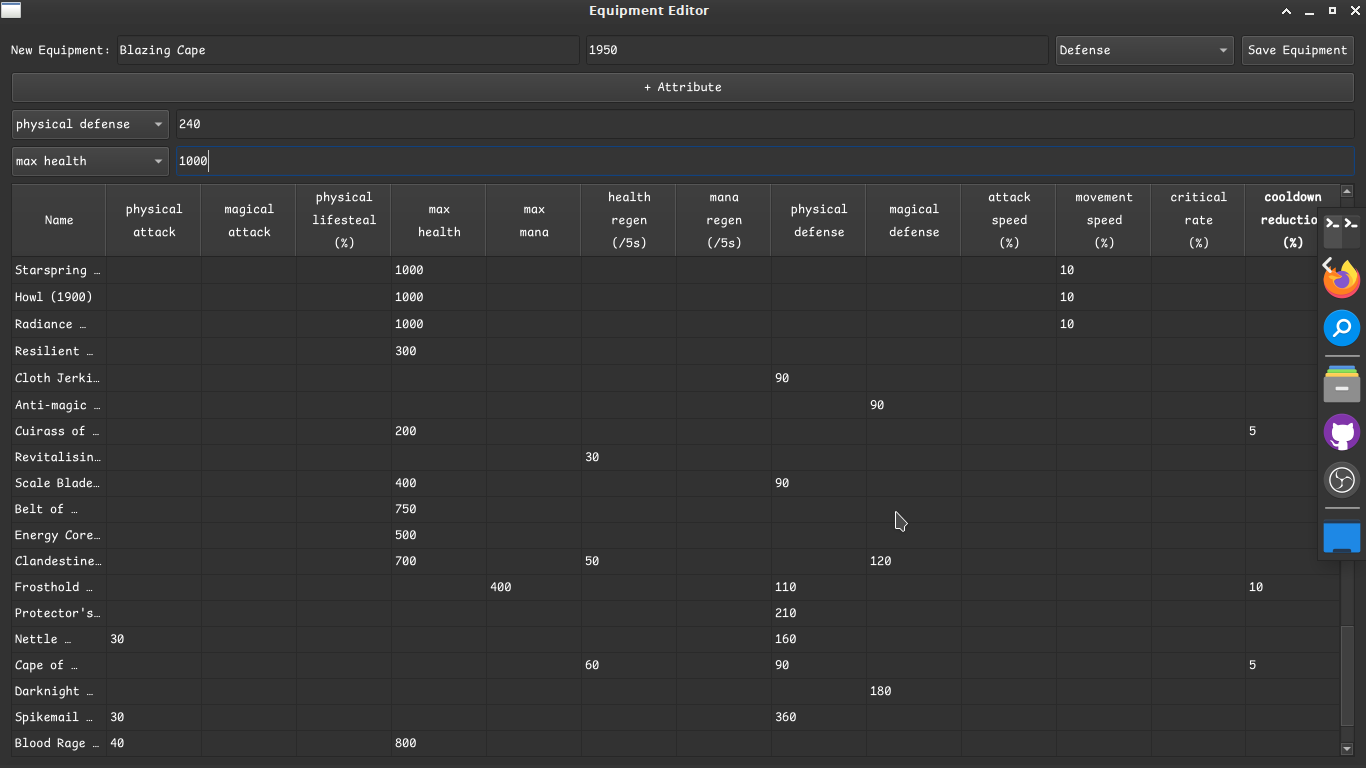 Equipment Editor
New Equipment: Blazing Cape 1950 Defense Save Equipment
+ Attribute
physical defense 240
max health 1000
Name physical attack magical attack physical lifesteal (%) max health max mana health regen (/5s) mana regen (/5s) physical defense magical defense attack speed (%) movement speed (%) critical rate (%) cooldown reductio (%)
Starspring … 1000 10
Howl (1900) 1000 10
Radiance … 1000 10
Resilient … 300
Cloth Jerki… 90
Anti-magic … 90
Cuirass of … 200 5
Revitalisin… 30
Scale Blade… 400 90
Belt of … 750
Energy Core… 500
Clandestine… 700 50 120
Frosthold … 400 110 10
Protector's… 210
Nettle … 30 160
Cape of … 60 90 5
Darknight … 180
Spikemail … 30 360
Blood Rage … 40 800